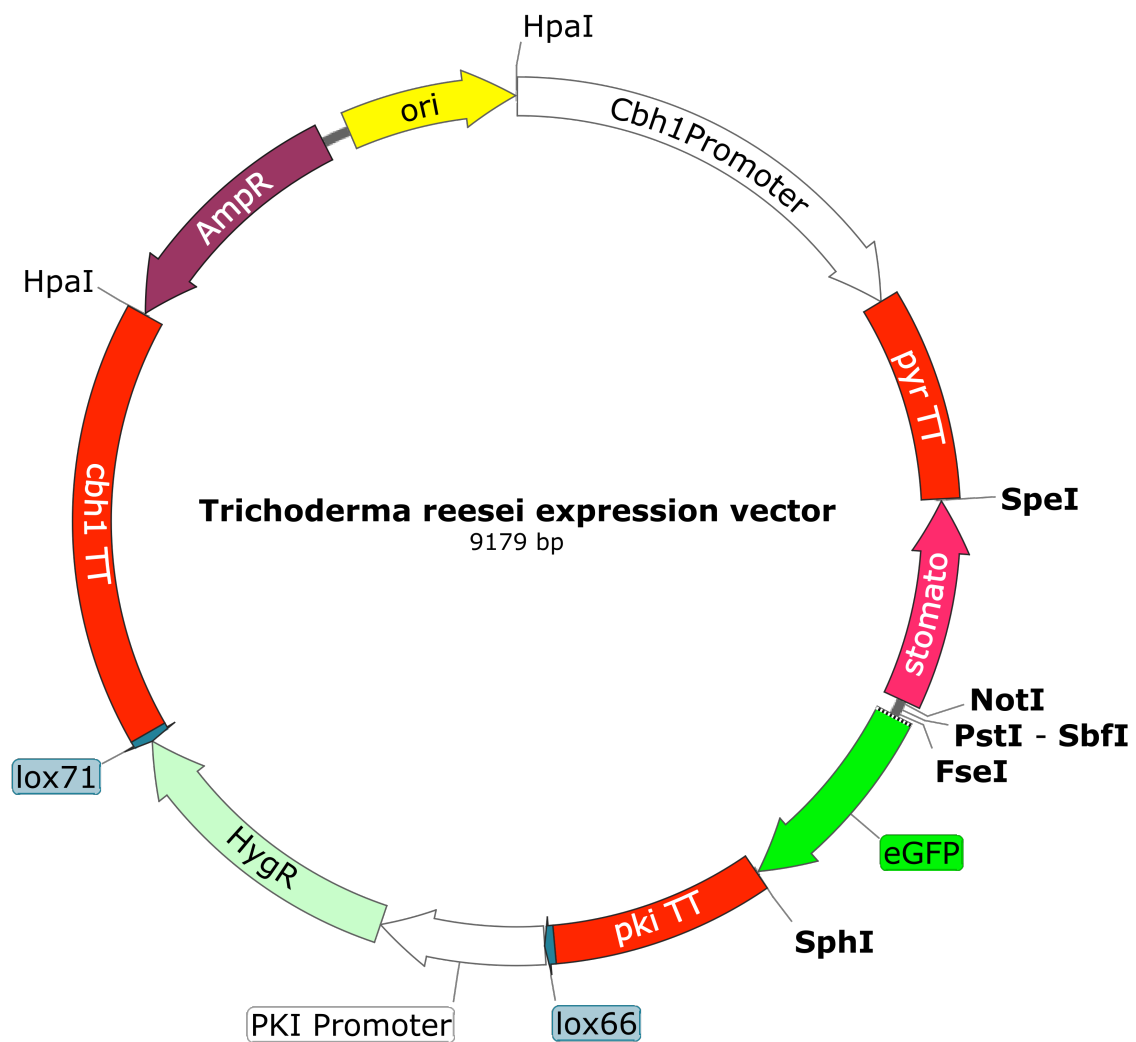 HpaI
Cbh1Promoter
ori
AmpR
HpaI
pyr TT
cbh1 TT
SpeI
Trichoderma reesei expression vector
9179 bp
stomato
NotI
PstI - SbfI
FseI
lox71
eGFP
HygR
pki TT
SphI
PKI Promoter
lox66